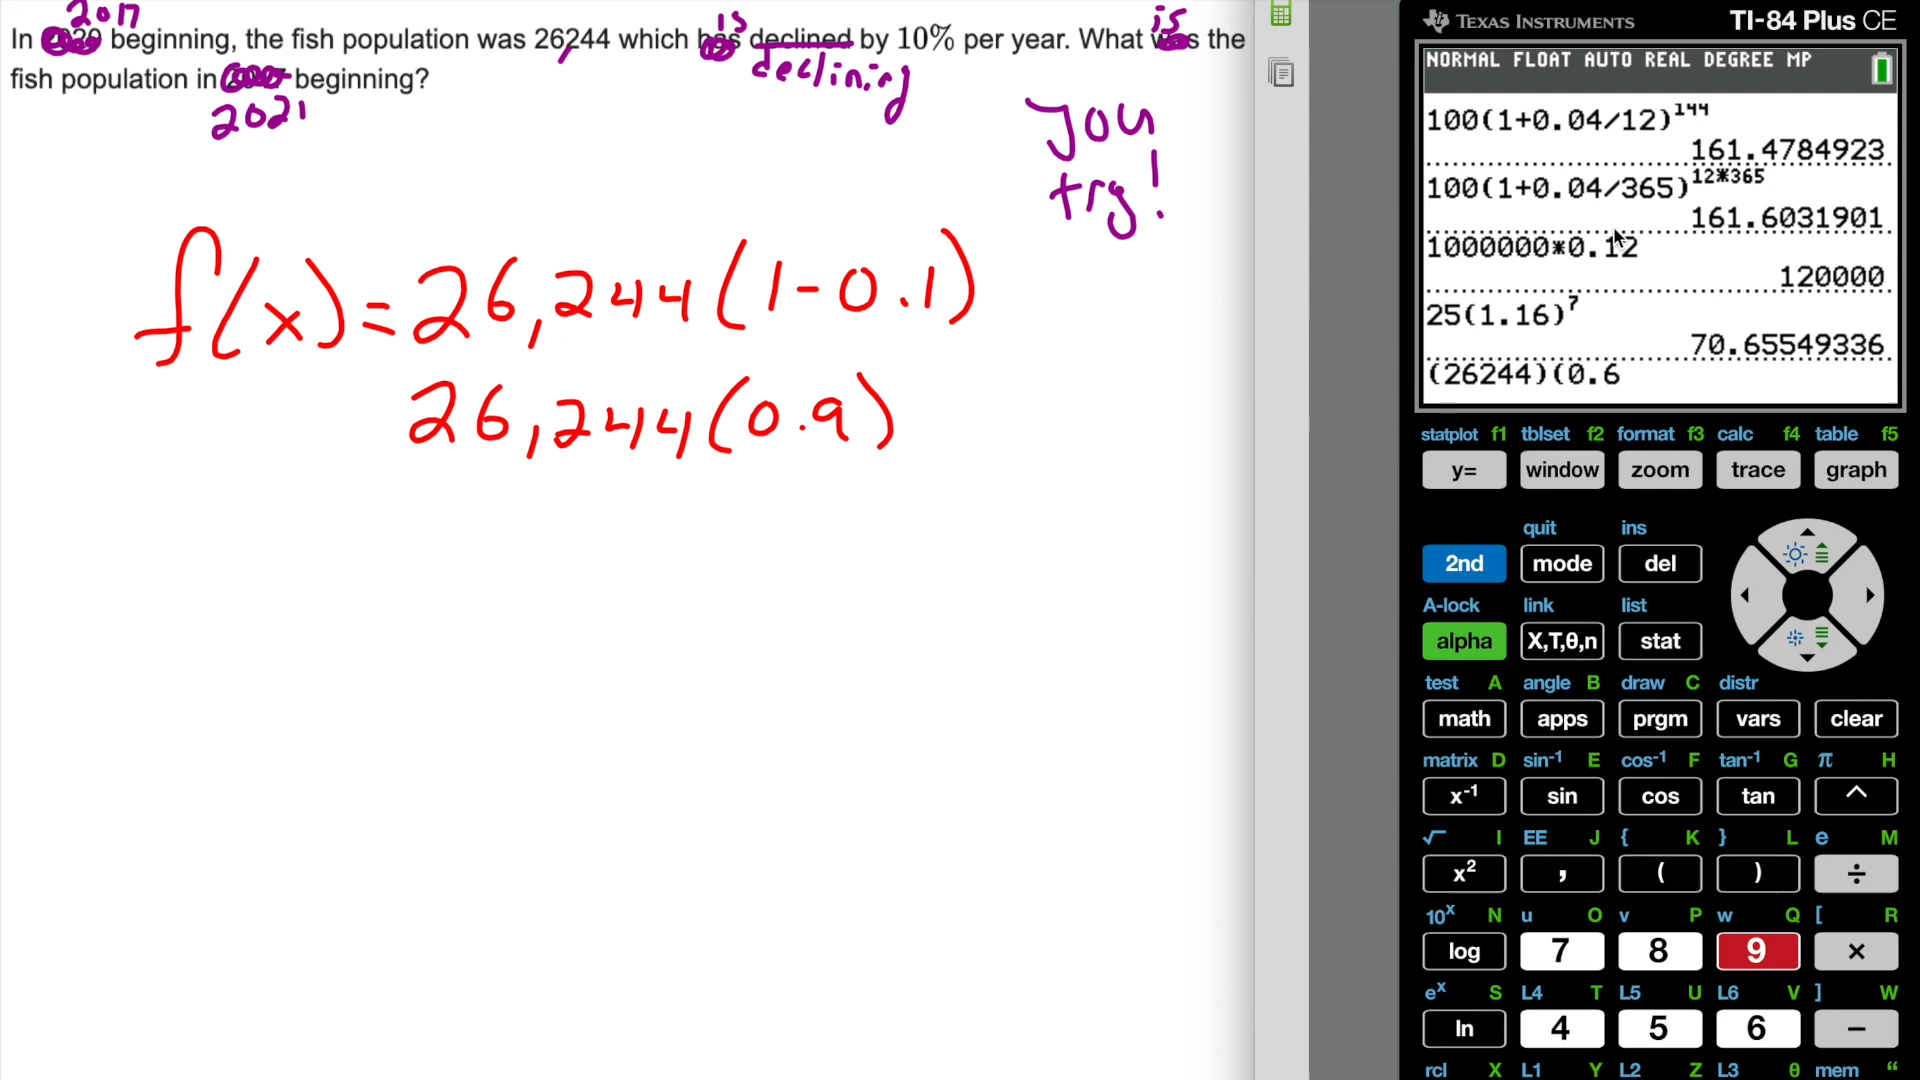 2017
In beginning, the fish population was 26,244 which is declined by 10% per year. What is the
declining
fish population in beginning?
2021
you
try!
f(x)=26,244(1-0.1)
26,244(0.9)
TEXAS INSTRUMENTS TI-84 Plus CE
NORMAL FLOAT AUTO REAL DEGREE MP
100(1+0.04/12)^144
161.4784923
100(1+0.04/365)^12*365
161.6031901
1000000*0.12
120000
25(1.16)^7
70.65549336
(26244)(0.6
statplot f1 tblset f2 format f3 calc f4 table f5
y= window zoom trace graph
quit ins
2nd mode del
A-lock link list
alpha X,T,θ,n stat
test A angle B draw C distr
math apps prgm vars clear
matrix D sin⁻¹ E cos⁻¹ F tan⁻¹ G π H
x⁻¹ sin cos tan ^
√ I EE J { K } L e M
x² , ( ) ÷
10ˣ N u O v P w Q [ R
log 7 8 9 ×
eˣ S L4 T L5 U L6 V ] W
ln 4 5 6 −
rcl X L1 Y L2 Z L3 θ mem “